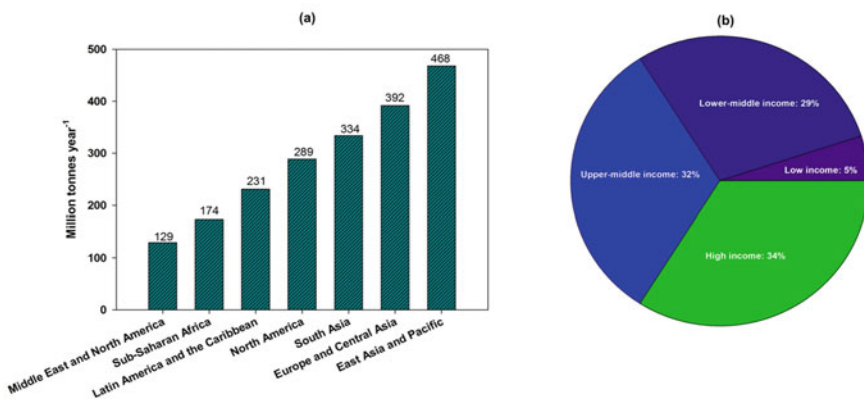 (a)
Million tonnes year-1
500
400
300
200
100
0
129
174
231
289
334
392
468
Middle East and North America
Sub-Saharan Africa
Latin America and the Caribbean
North America
South Asia
Europe and Central Asia
East Asia and Pacific
(b)
Lower-middle income: 29%
Low income: 5%
Upper-middle income: 32%
High income: 34%